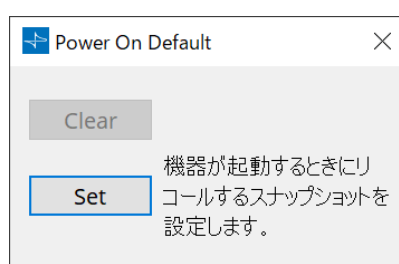 Power On Default
Clear
Set
機器が起動するときにリ
コールするスナップショットを
設定します。